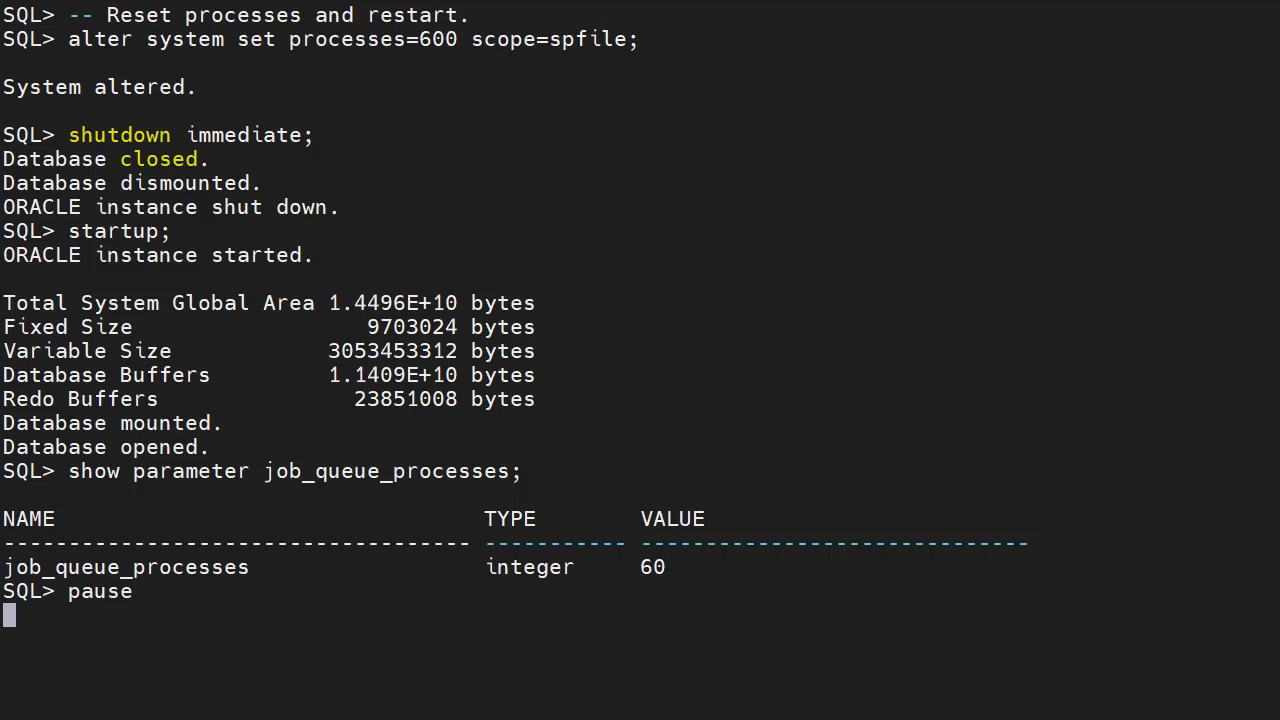 SQL> -- Reset processes and restart.
SQL> alter system set processes=600 scope=spfile;
System altered.
SQL> shutdown immediate;
Database closed.
Database dismounted.
ORACLE instance shut down.
SQL> startup;
ORACLE instance started.
Total System Global Area 1.4496E+10 bytes
Fixed Size                  9703024 bytes
Variable Size            3053453312 bytes
Database Buffers         1.1409E+10 bytes
Redo Buffers               23851008 bytes
Database mounted.
Database opened.
SQL> show parameter job_queue_processes;
NAME                                 TYPE        VALUE
------------------------------------ ----------- ------------------------------
job_queue_processes                  integer     60
SQL> pause